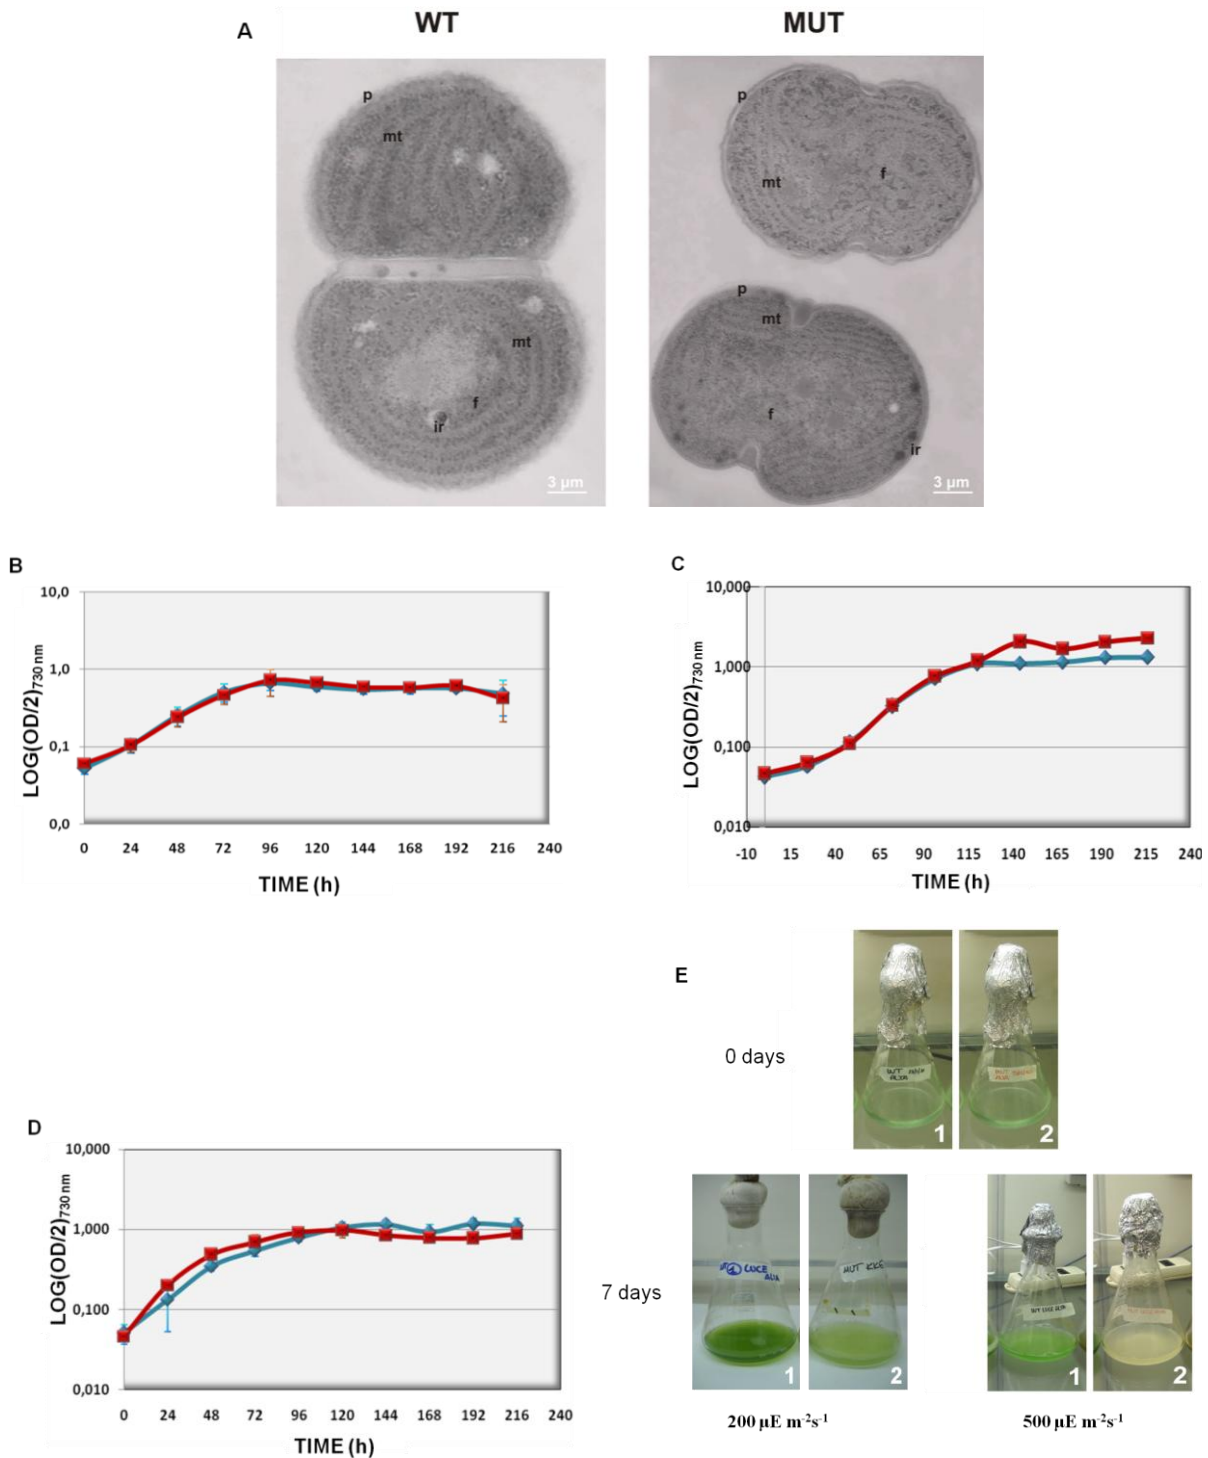 A
WT
MUT
p
mt
mt
f
ir
3 µm
p
mt
f
p
mt
f
ir
3 µm
B
LOG(OD/2)730 nm
10,0
1,0
0,1
0,0
0 24 48 72 96 120 144 168 192 216 240
TIME (h)
C
LOG(OD/2)730 nm
10,000
1,000
0,100
0,010
-10 15 40 65 90 115 140 165 190 215 240
TIME (h)
D
LOG(OD/2)730 nm
10,000
1,000
0,100
0,010
0 24 48 72 96 120 144 168 192 216 240
TIME (h)
E
0 days
1
2
7 days
LUCE
1
MUT
2
1
2
200 µE m-2s-1
500 µE m-2s-1